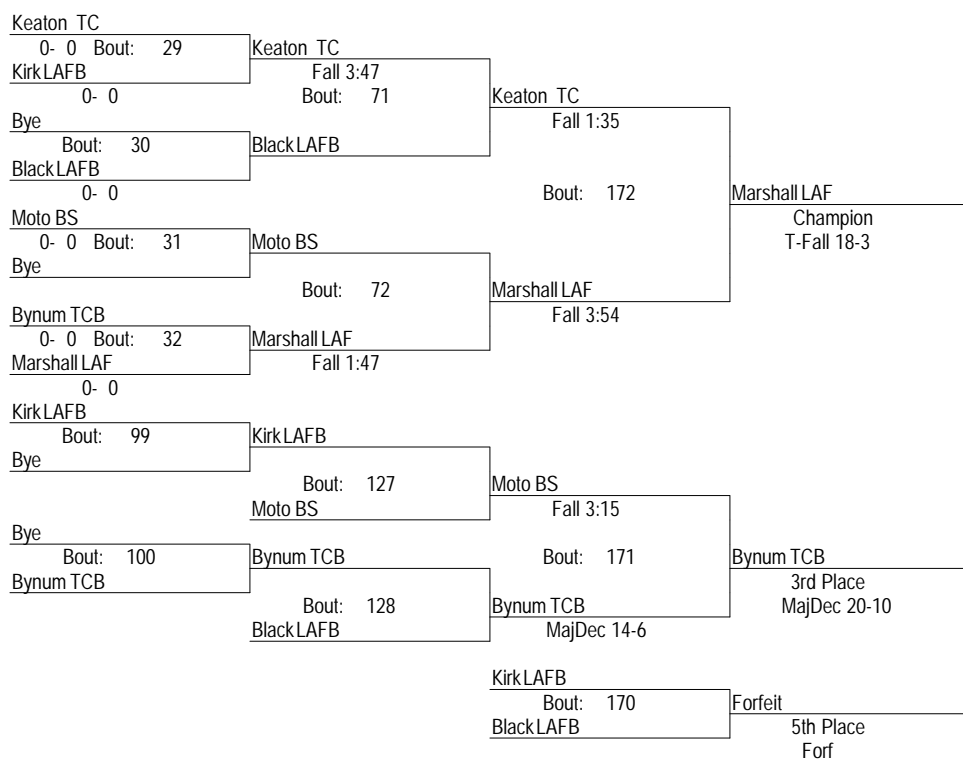 Keaton TC
0- 0 Bout: 29 Keaton TC
Kirk LAFB Fall 3:47
0- 0 Bout: 71 Keaton TC
Bye Fall 1:35
Bout: 30 Black LAFB
Black LAFB
0- 0 Bout: 172 Marshall LAF
Moto BS Champion
0- 0 Bout: 31 Moto BS T-Fall 18-3
Bye
Bout: 72 Marshall LAF
Bynum TCB Fall 3:54
0- 0 Bout: 32 Marshall LAF
Marshall LAF Fall 1:47
0- 0
Kirk LAFB
Bout: 99 Kirk LAFB
Bye
Bout: 127 Moto BS
Moto BS Fall 3:15
Bye
Bout: 100 Bynum TCB Bout: 171 Bynum TCB
Bynum TCB 3rd Place
Bout: 128 Bynum TCB MajDec 20-10
Black LAFB MajDec 14-6
Kirk LAFB
Bout: 170 Forfeit
Black LAFB 5th Place
Forf